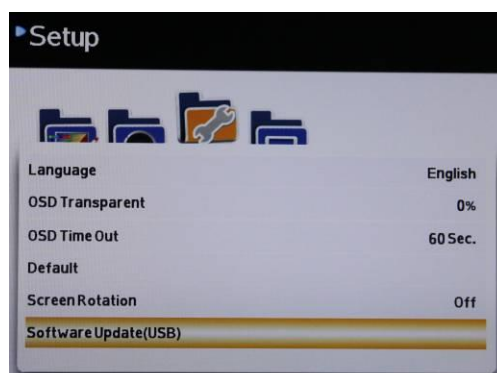 Setup
Language English
OSD Transparent 0%
OSD Time Out 60 Sec.
Default
Screen Rotation Off
Software Update(USB)